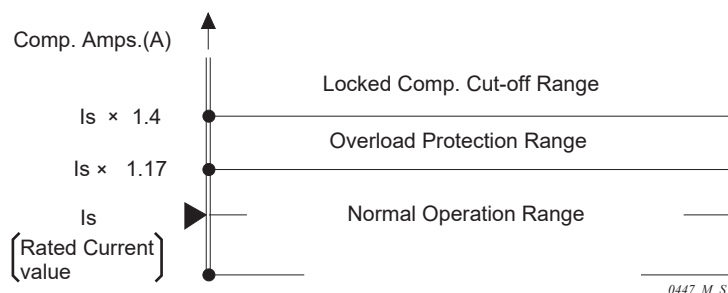 Comp. Amps.(A)
Locked Comp. Cut-off Range
Is × 1.4
Overload Protection Range
Is × 1.17
Is
Normal Operation Range
Rated Current
value
0447_M_S